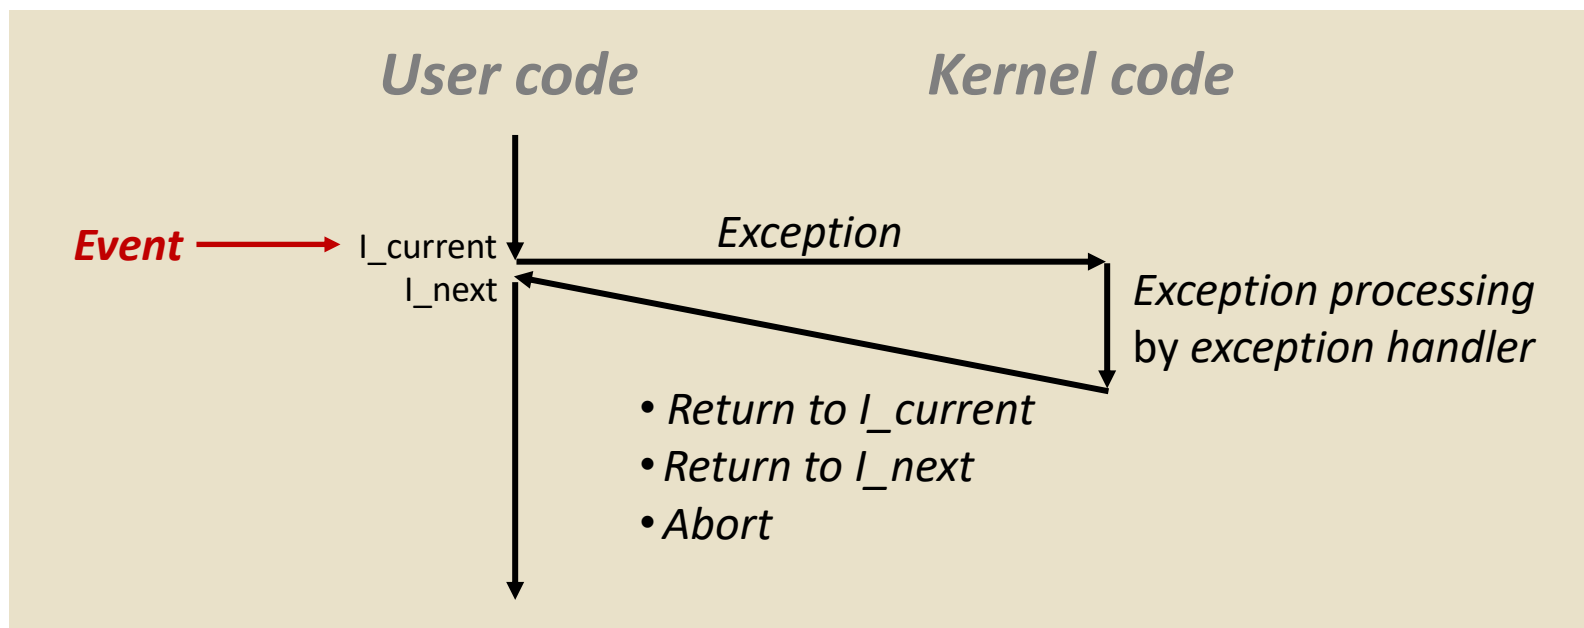 User code
Kernel code
Event
I_current
I_next
Exception
Exception processing
by exception handler
• Return to I_current
• Return to I_next
• Abort